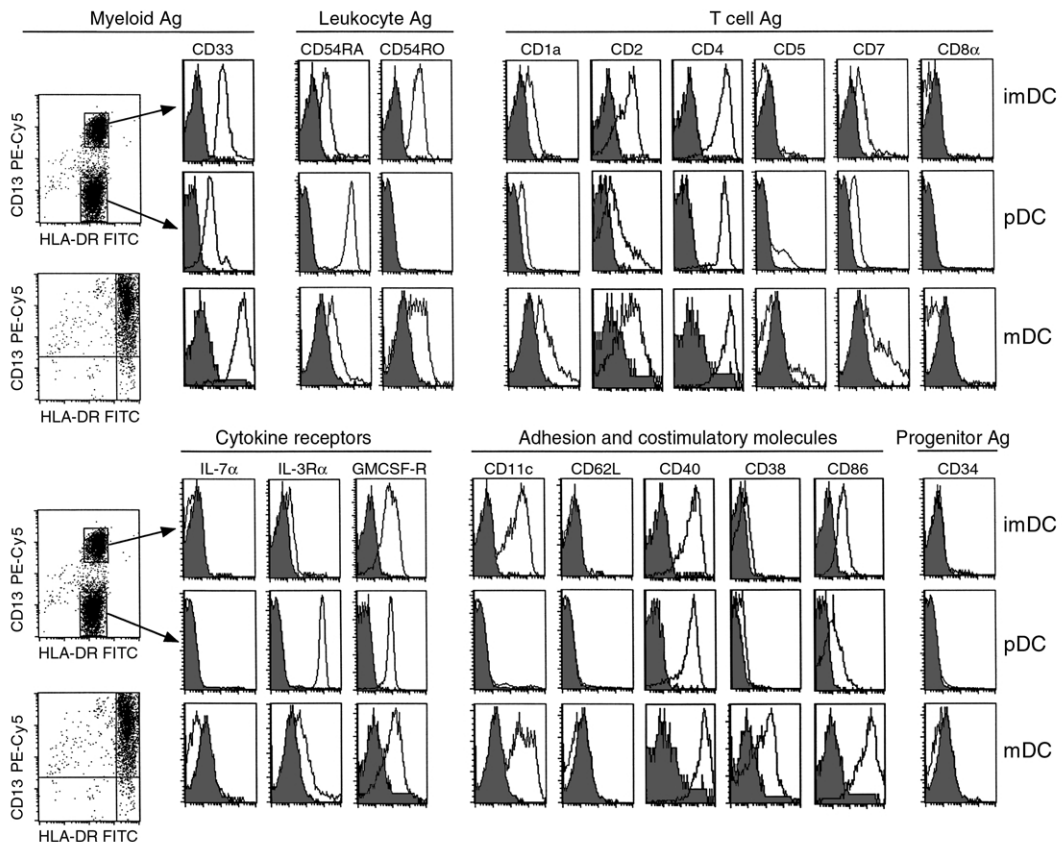 Myeloid Ag Leukocyte Ag T cell Ag
CD33 CD54RA CD54RO CD1a CD2 CD4 CD5 CD7 CD8α
imDC
CD13 PE-Cy5
HLA-DR FITC
pDC
CD13 PE-Cy5
HLA-DR FITC
mDC
Cytokine receptors Adhesion and costimulatory molecules Progenitor Ag
IL-7α IL-3Rα GMCSF-R CD11c CD62L CD40 CD38 CD86 CD34
imDC
CD13 PE-Cy5
HLA-DR FITC
pDC
CD13 PE-Cy5
HLA-DR FITC
mDC